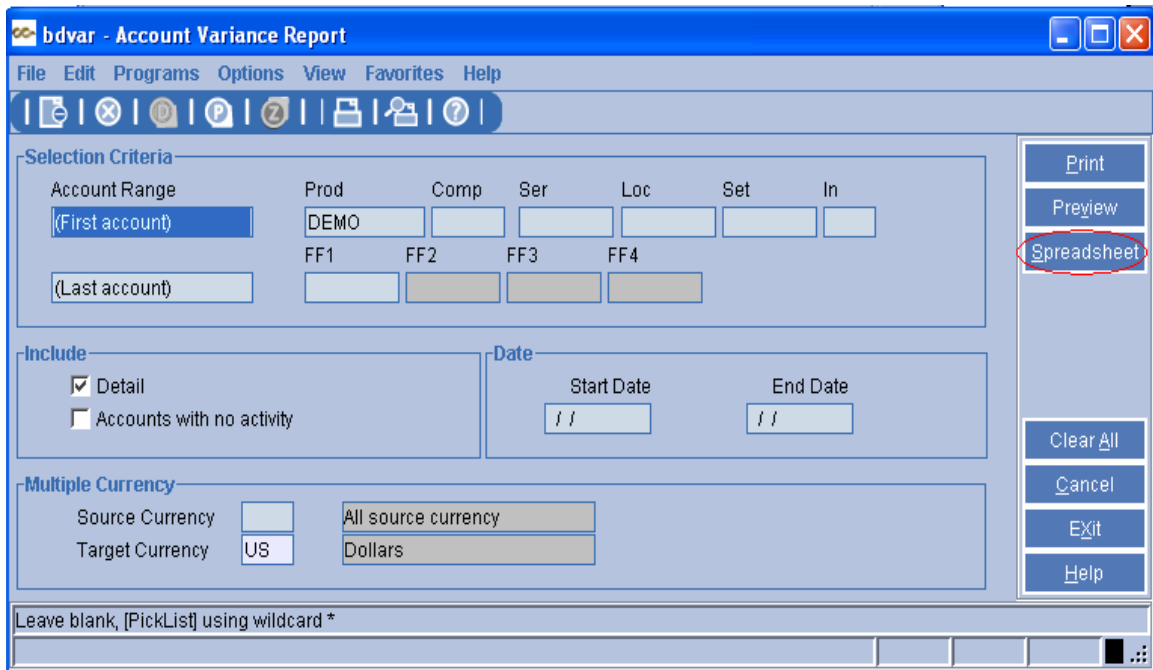 bdvar - Account Variance Report
File Edit Programs Options View Favorites Help
D P Z ?
Selection Criteria
Account Range Prod Comp Ser Loc Set In
(First account) DEMO
FF1 FF2 FF3 FF4
(Last account)
Include
Detail
Accounts with no activity
Date
Start Date End Date
/ / / /
Multiple Currency
Source Currency All source currency
Target Currency US Dollars
Print
Preview
Spreadsheet
Clear All
Cancel
EXit
Help
Leave blank, [PickList] using wildcard *